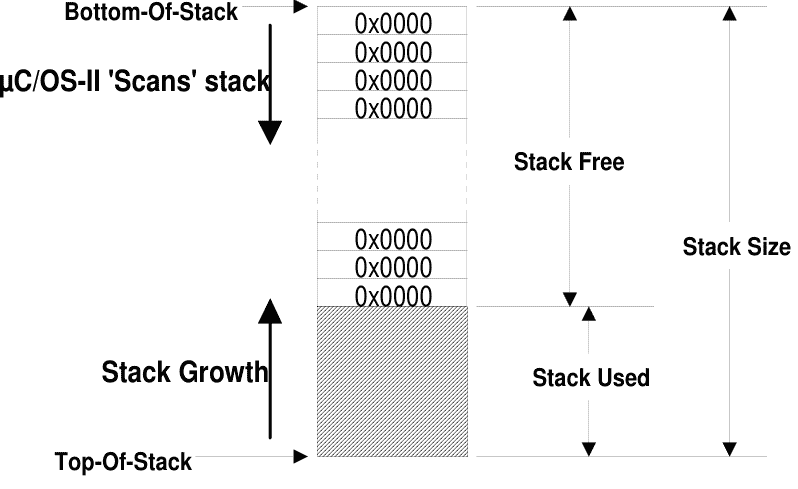 Bottom-Of-Stack
0x0000
0x0000
µC/OS-II 'Scans' stack
0x0000
0x0000
Stack Free
0x0000
Stack Size
0x0000
0x0000
Stack Growth
Stack Used
Top-Of-Stack